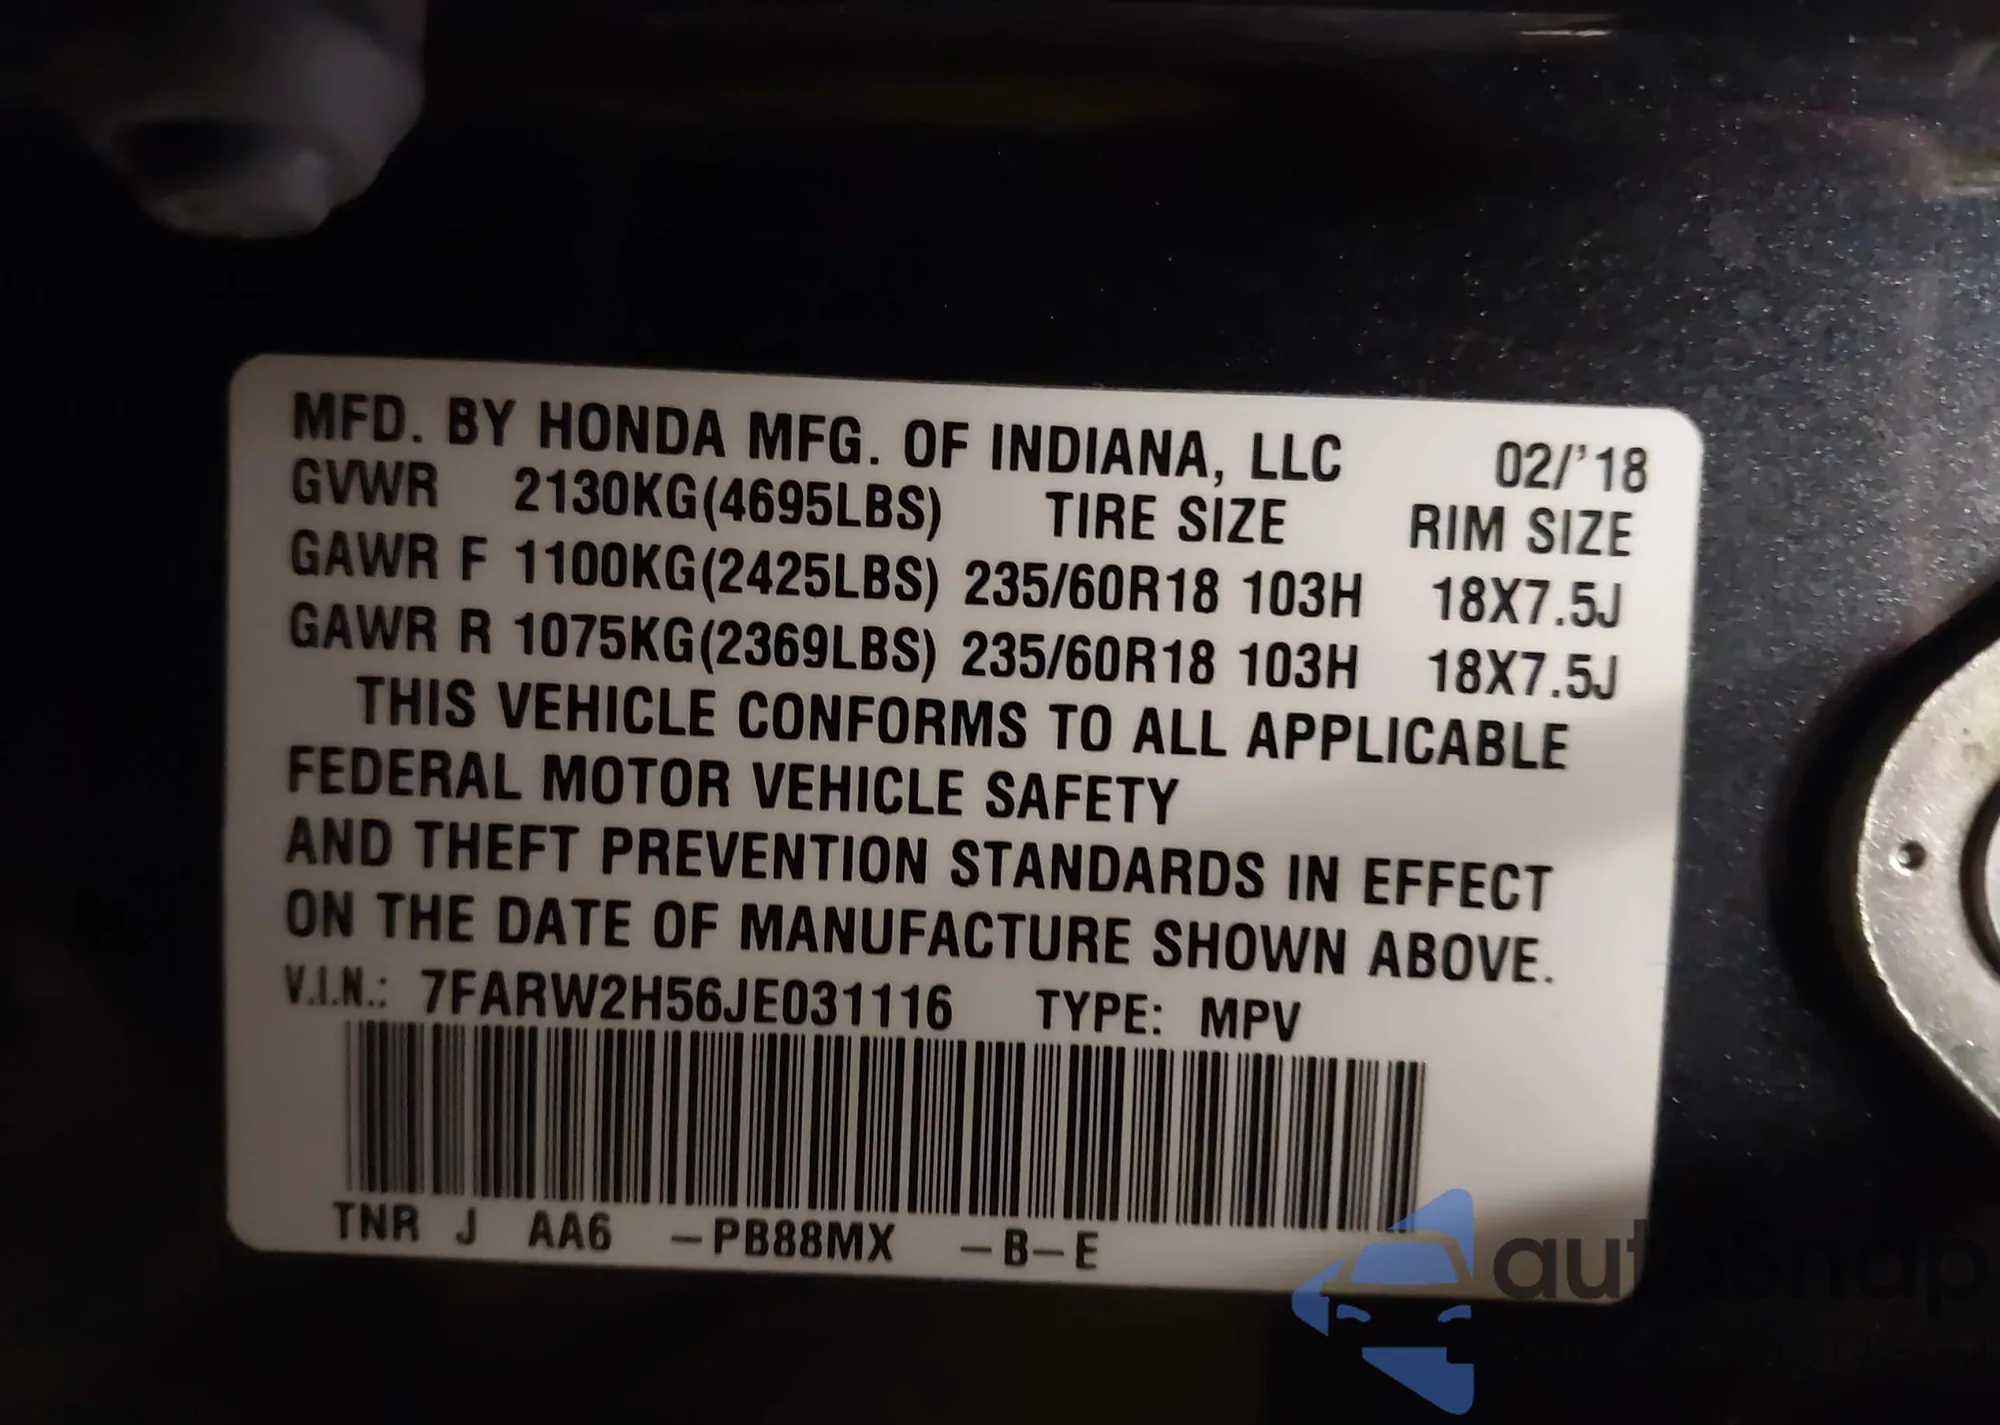 MFD. BY HONDA MFG. OF INDIANA, LLC 02/'18
GVWR 2130KG(4695LBS) TIRE SIZE RIM SIZE
GAWR F 1100KG(2425LBS) 235/60R18 103H 18X7.5J
GAWR R 1075KG(2369LBS) 235/60R18 103H 18X7.5J
THIS VEHICLE CONFORMS TO ALL APPLICABLE
FEDERAL MOTOR VEHICLE SAFETY
AND THEFT PREVENTION STANDARDS IN EFFECT
ON THE DATE OF MANUFACTURE SHOWN ABOVE.
V.I.N.: 7FARW2H56JE031116 TYPE: MPV
TNR J AA6 -PB88MX -B-E
autosnap